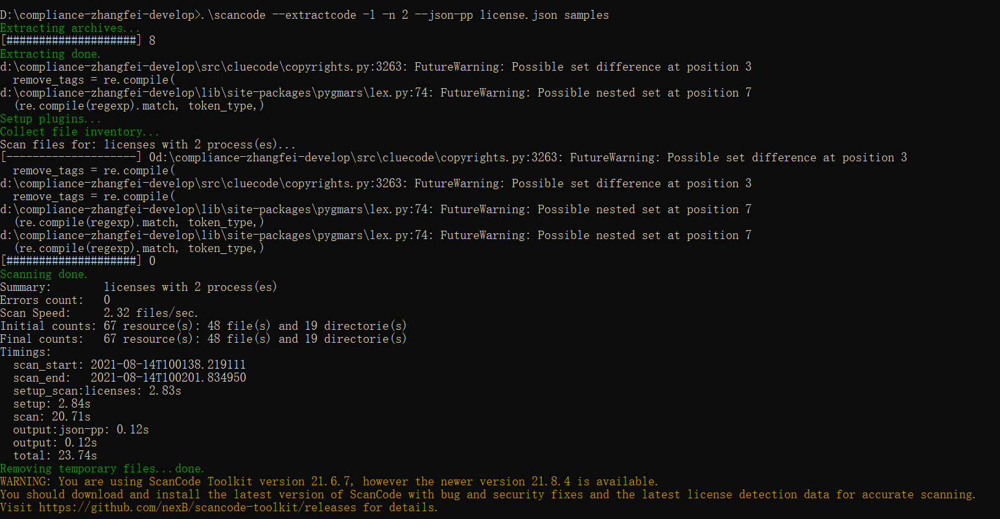 D:\compliance-zhangfei-develop>.\scancode --extractcode -l -n 2 --json-pp license.json samples
Extracting archives...
[####################] 8
Extracting done.
d:\compliance-zhangfei-develop\src\cluecode\copyrights.py:3263: FutureWarning: Possible set difference at position 3
  remove_tags = re.compile(
d:\compliance-zhangfei-develop\lib\site-packages\pygmars\lex.py:74: FutureWarning: Possible nested set at position 7
  (re.compile(regexp).match, token_type,)
Setup plugins...
Collect file inventory...
Scan files for: licenses with 2 process(es)...
[--------------------] 0d:\compliance-zhangfei-develop\src\cluecode\copyrights.py:3263: FutureWarning: Possible set difference at position 3
  remove_tags = re.compile(
d:\compliance-zhangfei-develop\src\cluecode\copyrights.py:3263: FutureWarning: Possible set difference at position 3
  remove_tags = re.compile(
d:\compliance-zhangfei-develop\lib\site-packages\pygmars\lex.py:74: FutureWarning: Possible nested set at position 7
  (re.compile(regexp).match, token_type,)
d:\compliance-zhangfei-develop\lib\site-packages\pygmars\lex.py:74: FutureWarning: Possible nested set at position 7
  (re.compile(regexp).match, token_type,)
[####################] 0
Scanning done.
Summary:        licenses with 2 process(es)
Errors count:   0
Scan Speed:     2.32 files/sec.
Initial counts: 67 resource(s): 48 file(s) and 19 directorie(s)
Final counts:   67 resource(s): 48 file(s) and 19 directorie(s)
Timings:
  scan_start: 2021-08-14T100138.219111
  scan_end:   2021-08-14T100201.834950
  setup_scan:licenses: 2.83s
  setup: 2.84s
  scan: 20.71s
  output:json-pp: 0.12s
  output: 0.12s
  total: 23.74s
Removing temporary files...done.
WARNING: You are using ScanCode Toolkit version 21.6.7, however the newer version 21.8.4 is available.
You should download and install the latest version of ScanCode with bug and security fixes and the latest license detection data for accurate scanning.
Visit https://github.com/nexB/scancode-toolkit/releases for details.